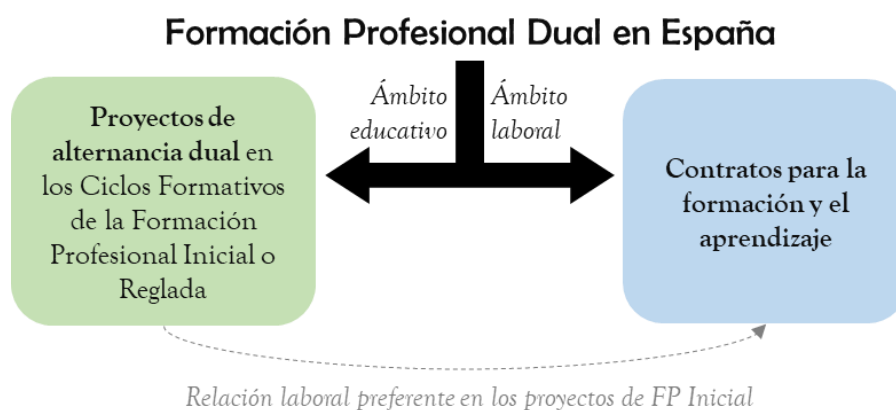 Formación Profesional Dual en España
Ámbito
educativo
Ámbito
laboral
Proyectos de
alternancia dual en
los Ciclos Formativos
de la Formación
Profesional Inicial o
Reglada
Contratos para la
formación y el
aprendizaje
Relación laboral preferente en los proyectos de FP Inicial